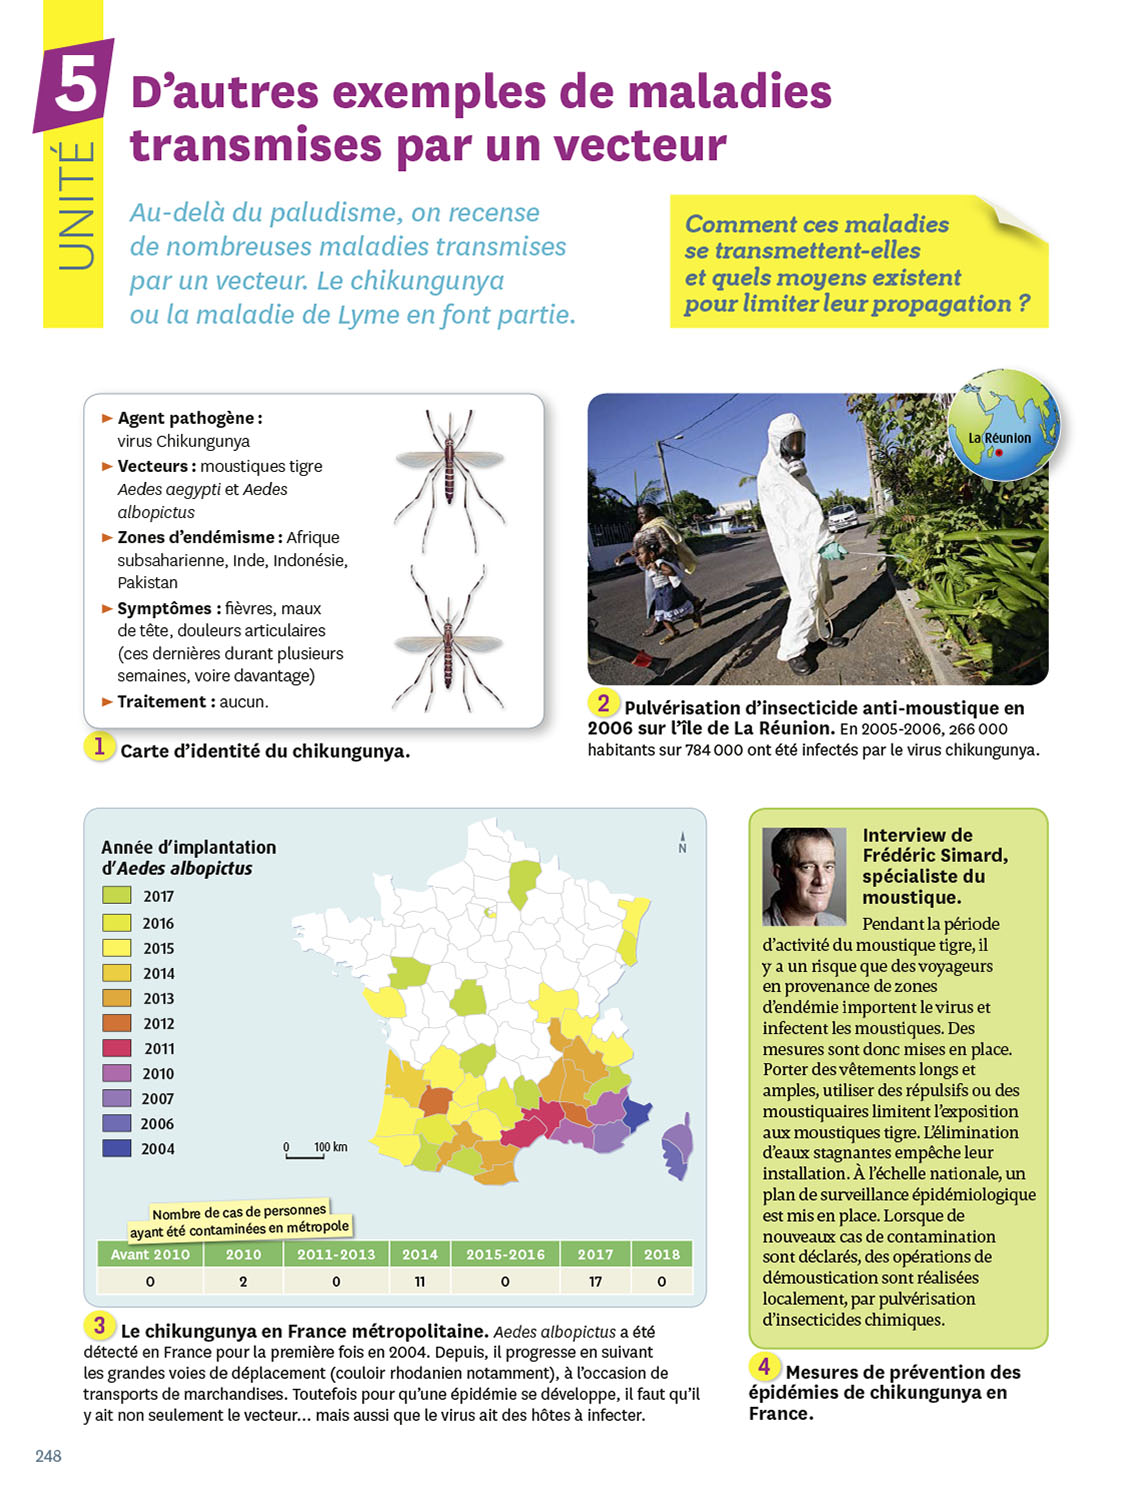 5
UNITÉ
D'autres exemples de maladies
transmises par un vecteur
Au-delà du paludisme, on recense
de nombreuses maladies transmises
par un vecteur. Le chikungunya
ou la maladie de Lyme en font partie.
Comment ces maladies
se transmettent-elles
et quels moyens existent
pour limiter leur propagation ?
► Agent pathogène :
virus Chikungunya
► Vecteurs : moustiques tigre
Aedes aegypti et Aedes
albopictus
► Zones d'endémisme : Afrique
subsaharienne, Inde, Indonésie,
Pakistan
► Symptômes : fièvres, maux
de tête, douleurs articulaires
(ces dernières durant plusieurs
semaines, voire davantage)
► Traitement : aucun.
1 Carte d'identité du chikungunya.
La Réunion
2 Pulvérisation d'insecticide anti-moustique en
2006 sur l'île de La Réunion. En 2005-2006, 266 000
habitants sur 784 000 ont été infectés par le virus chikungunya.
Année d'implantation
d'Aedes albopictus
2017
2016
2015
2014
2013
2012
2011
2010
2007
2006
2004
N
0 100 km
Nombre de cas de personnes
ayant été contaminées en métropole
Avant 2010 2010 2011-2013 2014 2015-2016 2017 2018
0 2 0 11 0 17 0
3 Le chikungunya en France métropolitaine. Aedes albopictus a été
détecté en France pour la première fois en 2004. Depuis, il progresse en suivant
les grandes voies de déplacement (couloir rhodanien notamment), à l'occasion de
transports de marchandises. Toutefois pour qu'une épidémie se développe, il faut qu'il
y ait non seulement le vecteur... mais aussi que le virus ait des hôtes à infecter.
Interview de
Frédéric Simard,
spécialiste du
moustique.
Pendant la période
d'activité du moustique tigre, il
y a un risque que des voyageurs
en provenance de zones
d'endémie importent le virus et
infectent les moustiques. Des
mesures sont donc mises en place.
Porter des vêtements longs et
amples, utiliser des répulsifs ou des
moustiquaires limitent l'exposition
aux moustiques tigre. L'élimination
d'eaux stagnantes empêche leur
installation. À l'échelle nationale, un
plan de surveillance épidémiologique
est mis en place. Lorsque de
nouveaux cas de contamination
sont déclarés, des opérations de
démoustication sont réalisées
localement, par pulvérisation
d'insecticides chimiques.
4 Mesures de prévention des
épidémies de chikungunya en
France.
248